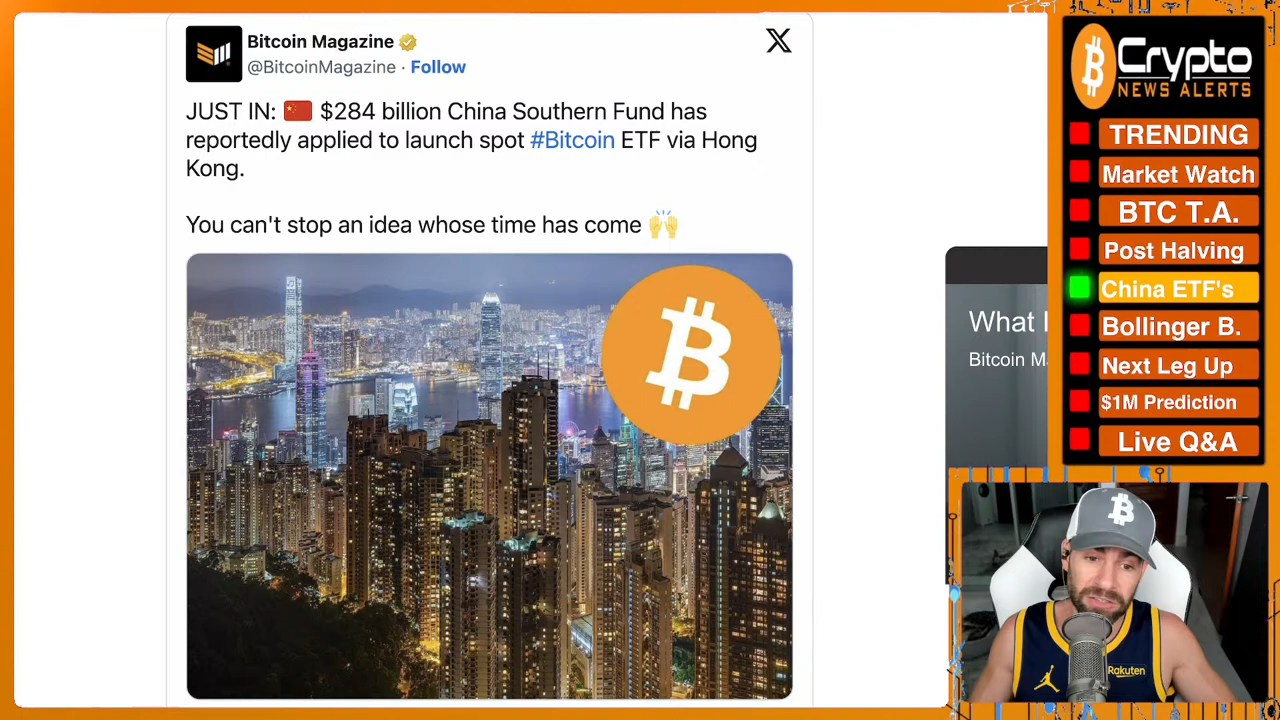 Bitcoin Magazine
@BitcoinMagazine · Follow
JUST IN: 🇨🇳 $284 billion China Southern Fund has
reportedly applied to launch spot #Bitcoin ETF via Hong
Kong.
You can't stop an idea whose time has come 🙌
What
Bitcoin M
Crypto
NEWS ALERTS
TRENDING
Market Watch
BTC T.A.
Post Halving
China ETF's
Bollinger B.
Next Leg Up
$1M Prediction
Live Q&A
Rakuten